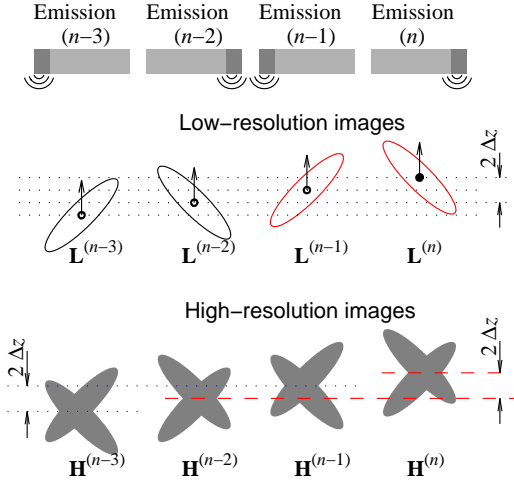 Emission Emission Emission Emission
(n−3) (n−2) (n−1) (n)
Low−resolution images
2 Δz
L(n−3) L(n−2) L(n−1) L(n)
High−resolution images
2 Δz 2 Δz
H(n−3) H(n−2) H(n−1) H(n)